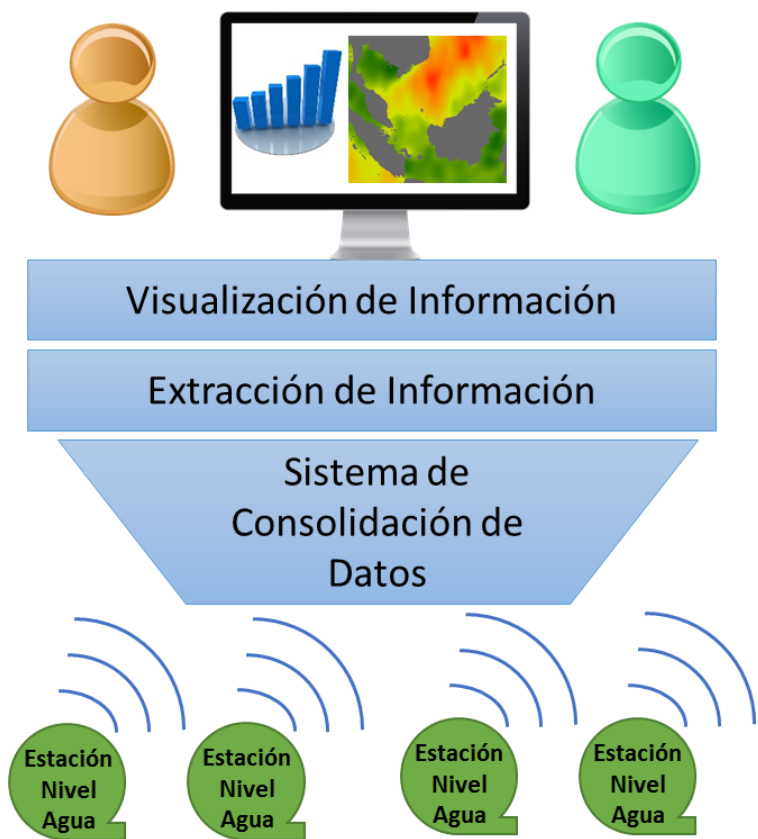 Visualización de Información
Extracción de Información
Sistema de
Consolidación de
Datos
Estación
Nivel
Agua
Estación
Nivel
Agua
Estación
Nivel
Agua
Estación
Nivel
Agua